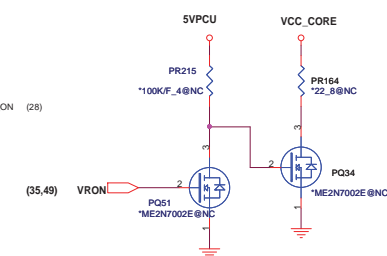 5VPCU
VCC_CORE
PR215
*100K/F_4@NC
PR164
*22_8@NC
ON (28)
3
3
2
2
PQ34
*ME2N7002E@NC
(35,49) VRON
PQ51
*ME2N7002E@NC
1
1